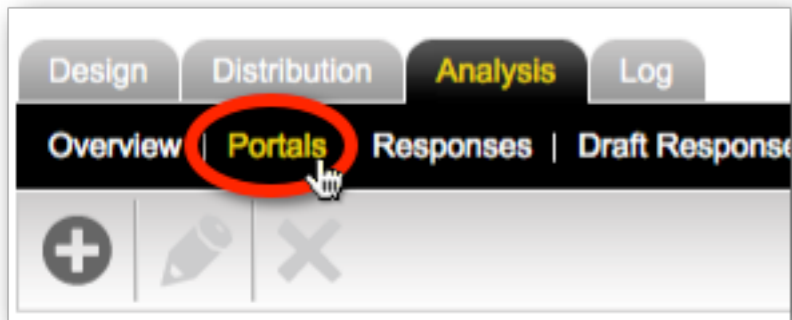 Design Distribution Analysis Log
Overview | Portals Responses | Draft Response